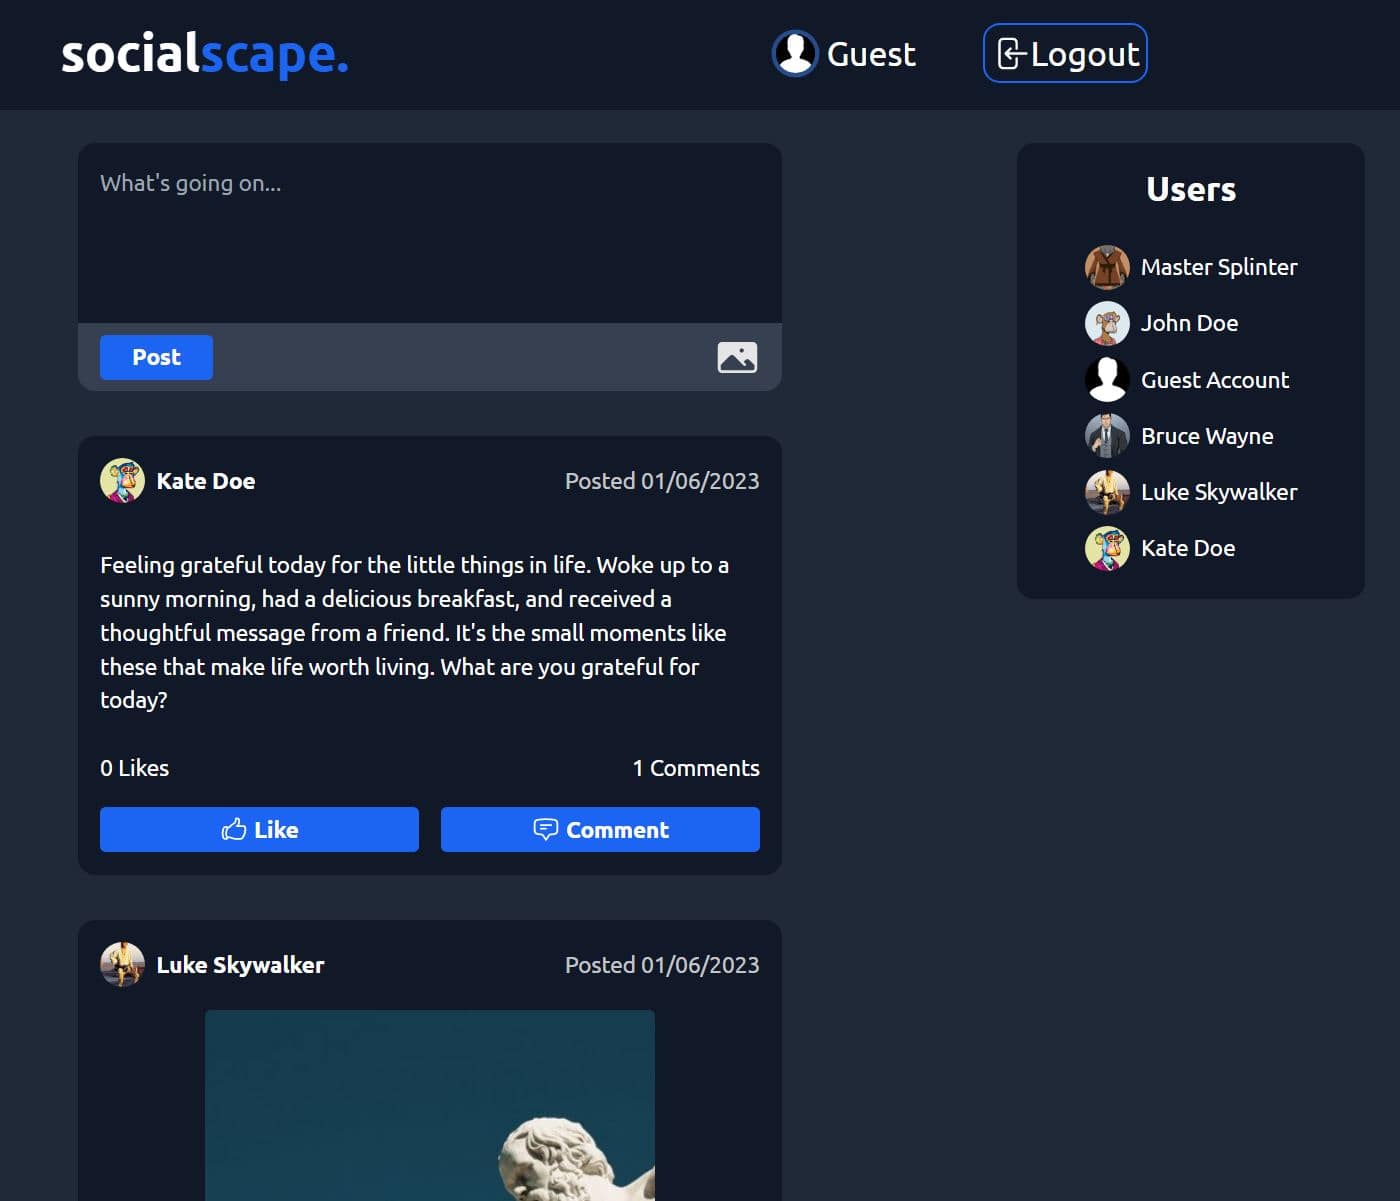 socialscape.
Guest
Logout
What's going on...
Post
Kate Doe
Posted 01/06/2023
Feeling grateful today for the little things in life. Woke up to a
sunny morning, had a delicious breakfast, and received a
thoughtful message from a friend. It's the small moments like
these that make life worth living. What are you grateful for
today?
0 Likes
1 Comments
Like
Comment
Luke Skywalker
Posted 01/06/2023
Users
Master Splinter
John Doe
Guest Account
Bruce Wayne
Luke Skywalker
Kate Doe